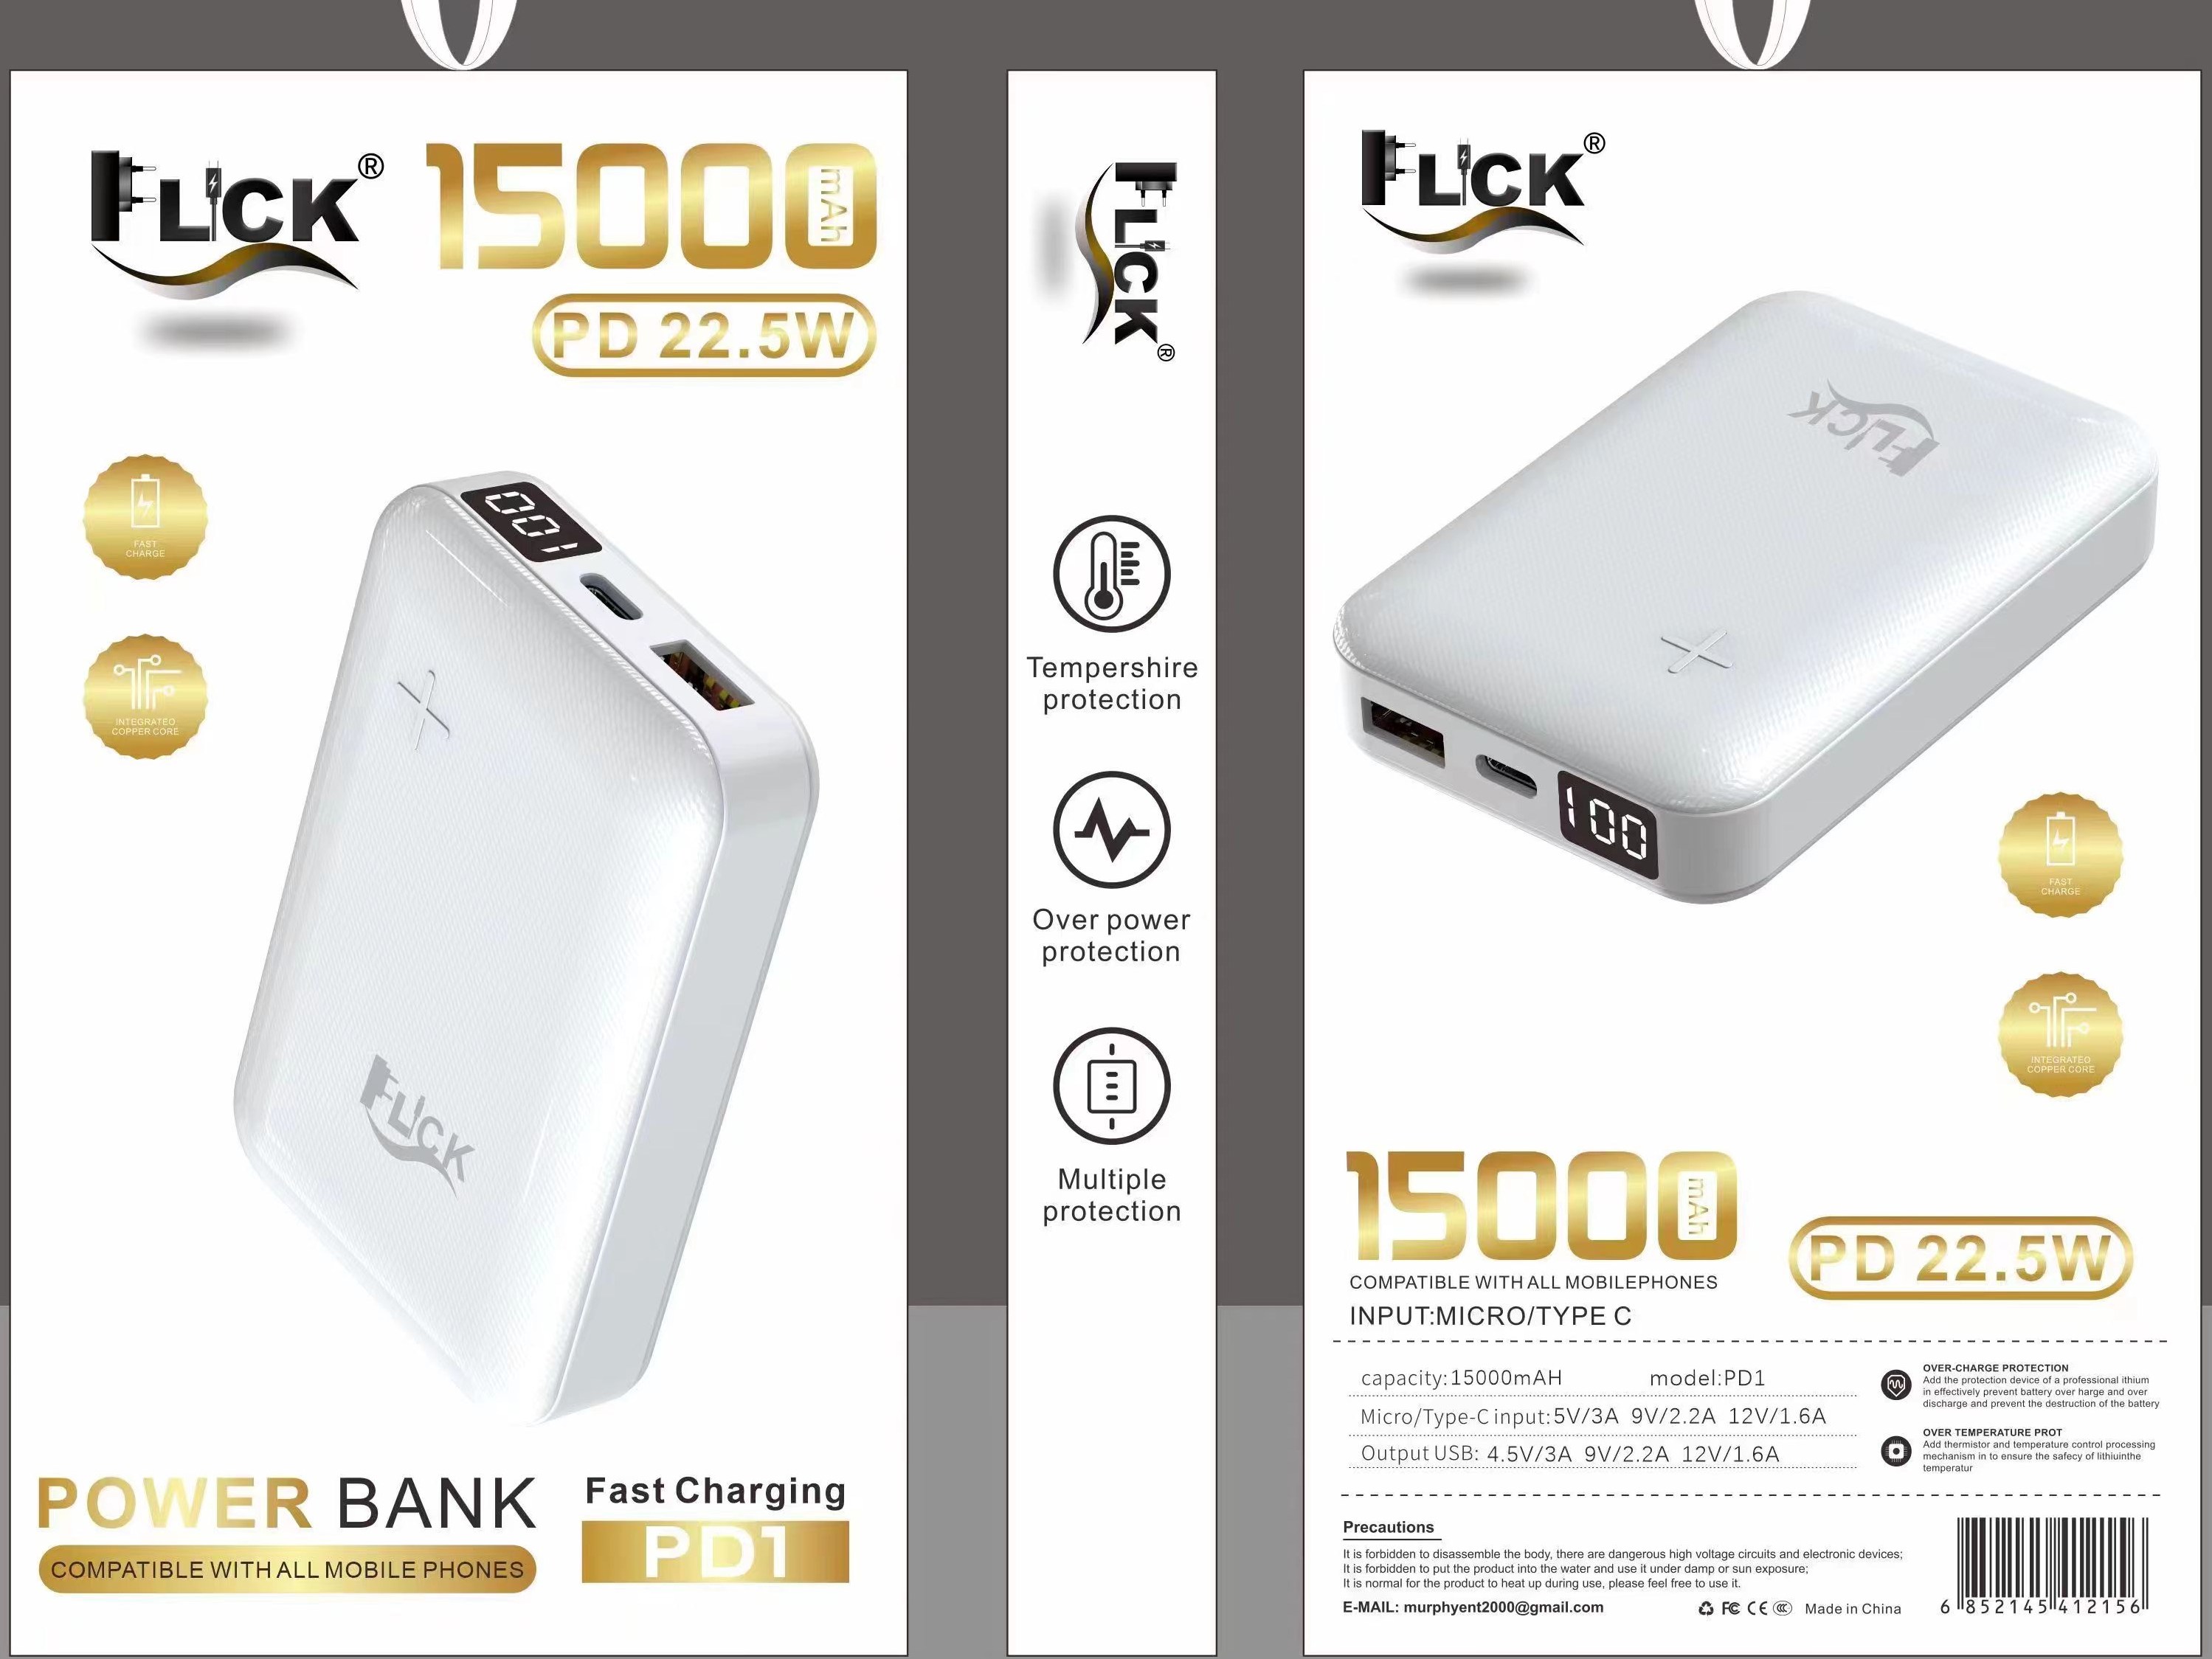 FLICK®
15000
mAh
PD 22.5W
FAST
CHARGE
INTEGRATED
COPPER CORE
100
FLICK
POWER BANK
COMPATIBLE WITH ALL MOBILE PHONES
Fast Charging
PD1
FLICK®
Tempershire
protection
Over power
protection
Multiple
protection
FLICK®
FLICK
100
FAST
CHARGE
INTEGRATED
COPPER CORE
15000
mAh
PD 22.5W
COMPATIBLE WITH ALL MOBILEPHONES
INPUT:MICRO/TYPE C
capacity:15000mAH model:PD1
Micro/Type-C input:5V/3A 9V/2.2A 12V/1.6A
Output USB: 4.5V/3A 9V/2.2A 12V/1.6A
OVER-CHARGE PROTECTION
Add the protection device of a professional ithium
in effectively prevent battery over harge and over
discharge and prevent the destruction of the battery
OVER TEMPERATURE PROT
Add thermistor and temperature control processing
mechanism in to ensure the safecy of lithiuinthe
temperatur
Precautions
It is forbidden to disassemble the body, there are dangerous high voltage circuits and electronic devices;
It is forbidden to put the product into the water and use it under damp or sun exposure;
It is normal for the product to heat up during use, please feel free to use it.
E-MAIL: murphyent2000@gmail.com
FC CE CCC Made in China
6 852145 412156